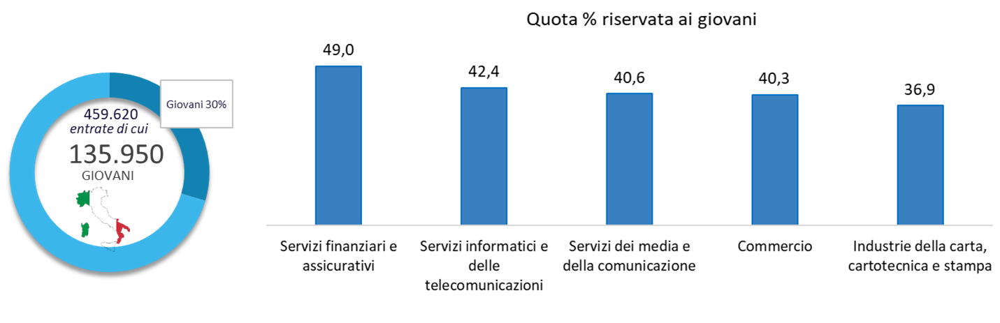 459.620
entrate di cui
135.950
GIOVANI
Giovani 30%
Quota % riservata ai giovani
49,0
42,4
40,6
40,3
36,9
Servizi finanziari e
assicurativi
Servizi informatici e
delle
telecomunicazioni
Servizi dei media e
della comunicazione
Commercio
Industrie della carta,
cartotecnica e stampa